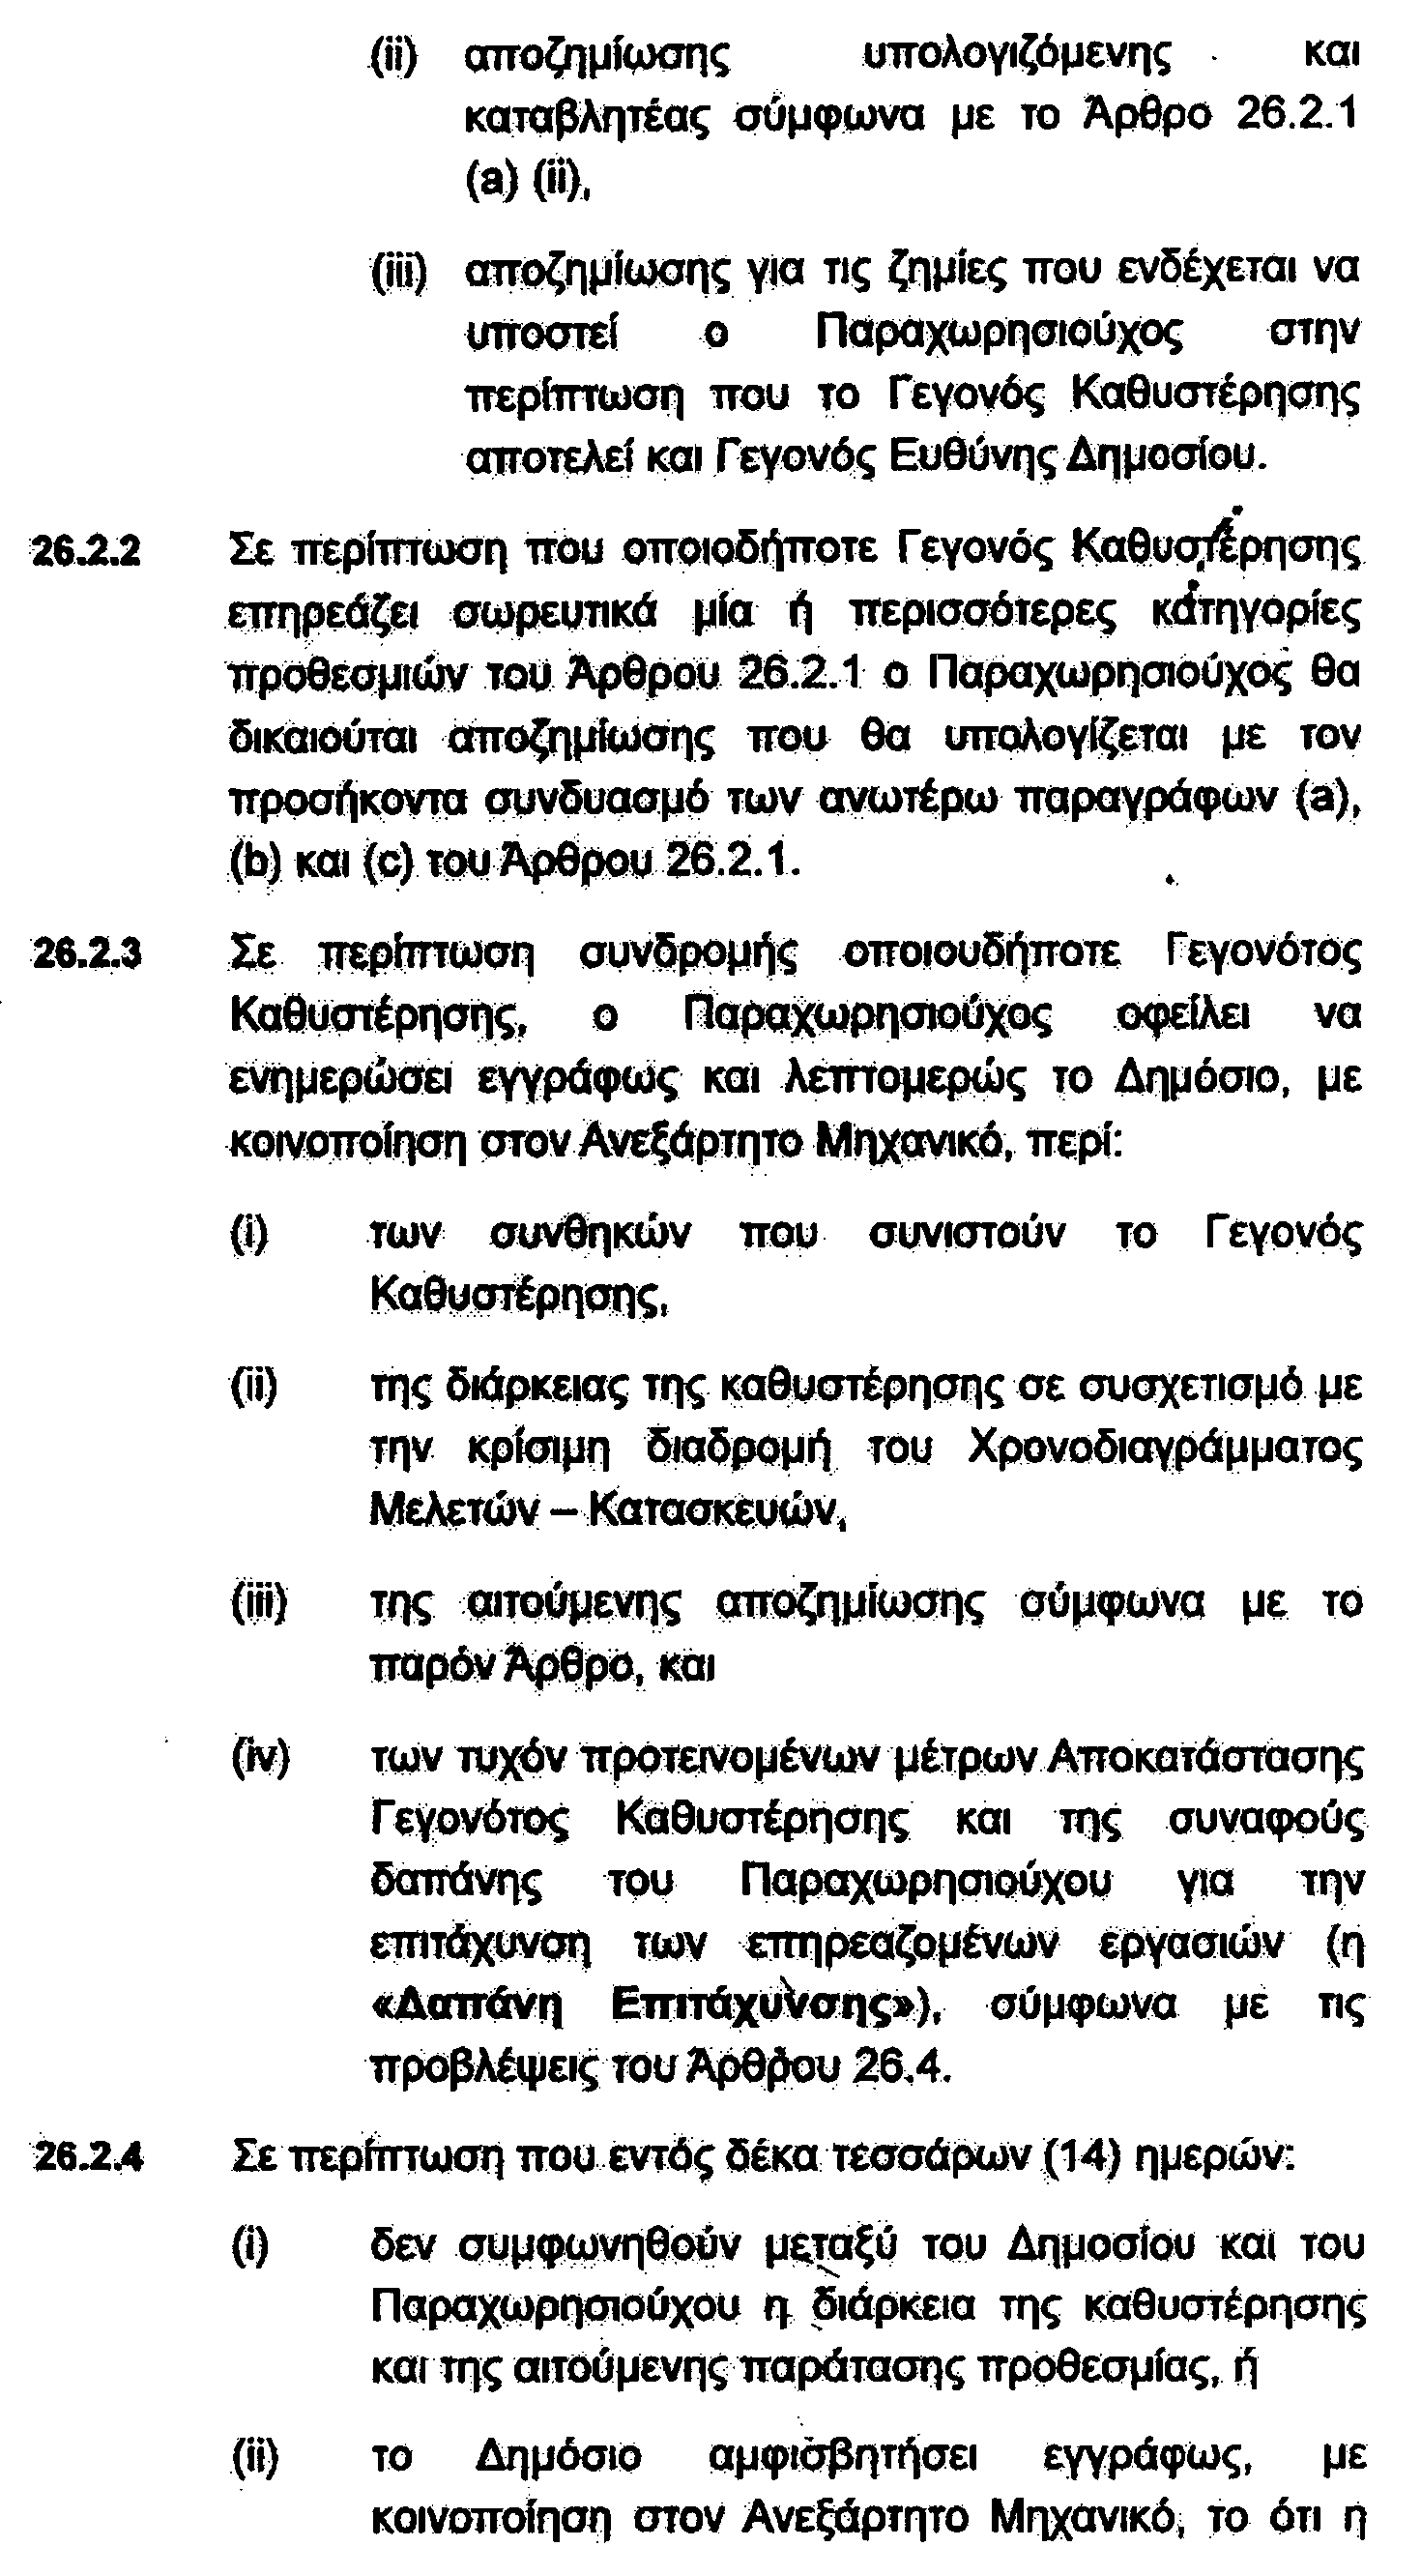 (ii) αποζημίωσης υπολογιζόμενης και
καταβλητέας σύμφωνα με το Άρθρο 26.2.1
(a) (ii),
(iii) αποζημίωσης για τις ζημίες που ενδέχεται να
υποστεί ο Παραχωρησιούχος στην
περίπτωση που το Γεγονός Καθυστέρησης
αποτελεί και Γεγονός Ευθύνης Δημοσίου.
26.2.2 Σε περίπτωση που οποιοδήποτε Γεγονός Καθυστέρησης
επηρεάζει σωρευτικά μία ή περισσότερες κατηγορίες
προθεσμιών του Άρθρου 26.2.1 ο Παραχωρησιούχος θα
δικαιούται αποζημίωσης που θα υπολογίζεται με τον
προσήκοντα συνδυασμό των ανωτέρω παραγράφων (a),
(b) και (c) του Άρθρου 26.2.1.
26.2.3 Σε περίπτωση συνδρομής οποιουδήποτε Γεγονότος
Καθυστέρησης, ο Παραχωρησιούχος οφείλει να
ενημερώσει εγγράφως και λεπτομερώς το Δημόσιο, με
κοινοποίηση στον Ανεξάρτητο Μηχανικό, περί:
(i) των συνθηκών που συνιστούν το Γεγονός
Καθυστέρησης,
(ii) της διάρκειας της καθυστέρησης σε συσχετισμό με
την κρίσιμη διαδρομή του Χρονοδιαγράμματος
Μελετών – Κατασκευών,
(iii) της αιτούμενης αποζημίωσης σύμφωνα με το
παρόν Άρθρο, και
(iv) των τυχόν προτεινομένων μέτρων Αποκατάστασης
Γεγονότος Καθυστέρησης και της συναφούς
δαπάνης του Παραχωρησιούχου για την
επιτάχυνση των επηρεαζομένων εργασιών (η
«Δαπάνη Επιτάχυνσης»), σύμφωνα με τις
προβλέψεις του Άρθρου 26.4.
26.2.4 Σε περίπτωση που εντός δέκα τεσσάρων (14) ημερών:
(i) δεν συμφωνηθούν μεταξύ του Δημοσίου και του
Παραχωρησιούχου η διάρκεια της καθυστέρησης
και της αιτούμενης παράτασης προθεσμίας, ή
(ii) το Δημόσιο αμφισβητήσει εγγράφως, με
κοινοποίηση στον Ανεξάρτητο Μηχανικό, το ότι η